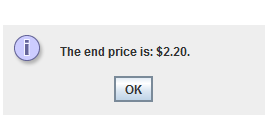 The end price is: $2.20.
OK